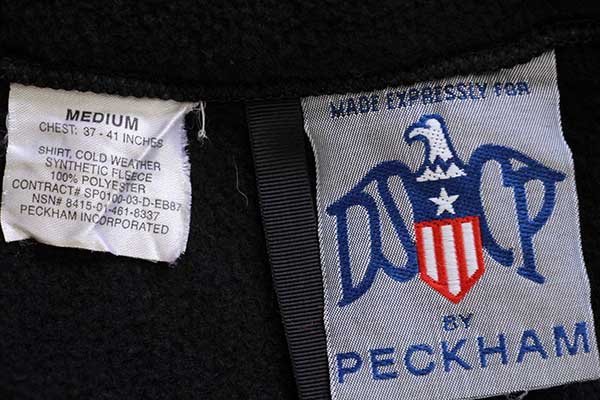 MEDIUM
CHEST: 37 - 41 INCHES
SHIRT, COLD WEATHER
SYNTHETIC FLEECE
100% POLYESTER
CONTRACT# SP0100-03-D-EB87
NSN# 8415-01-461-8337
PECKHAM INCORPORATED
MADE EXPRESSLY FOR
DSCP
BY
PECKHAM